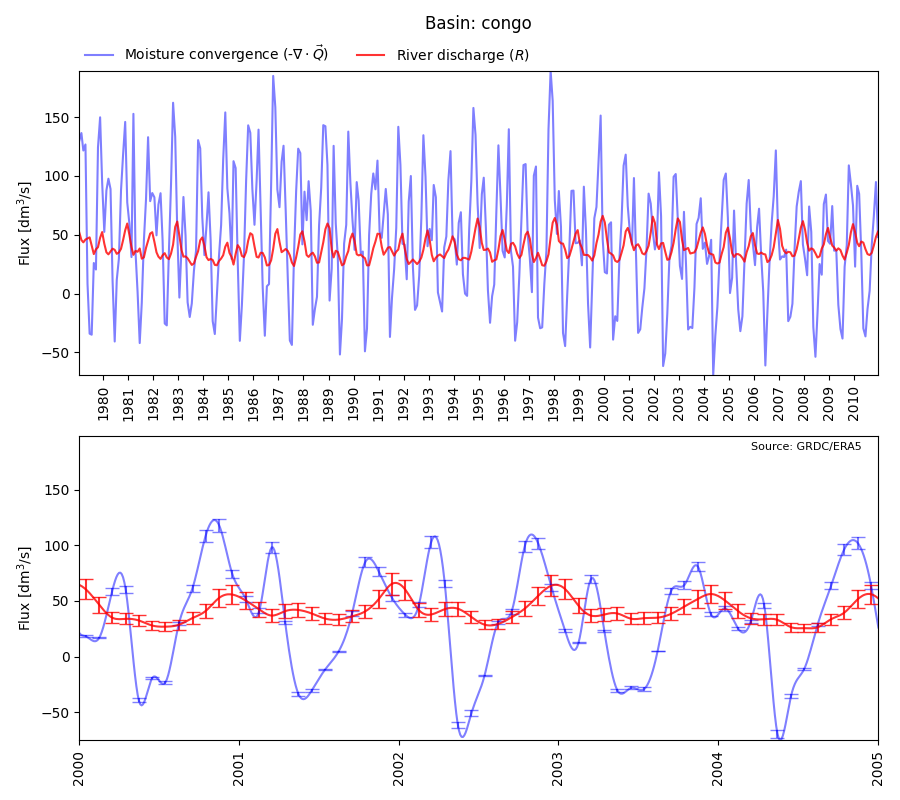 Basin: congo
Moisture convergence (-∇ · Q⃗) River discharge (R)
Flux [dm³/s]
150
100
50
0
−50
1980 1981 1982 1983 1984 1985 1986 1987 1988 1989 1990 1991 1992 1993 1994 1995 1996 1997 1998 1999 2000 2001 2002 2003 2004 2005 2006 2007 2008 2009 2010
Source: GRDC/ERA5
Flux [dm³/s]
150
100
50
0
−50
2000 2001 2002 2003 2004 2005